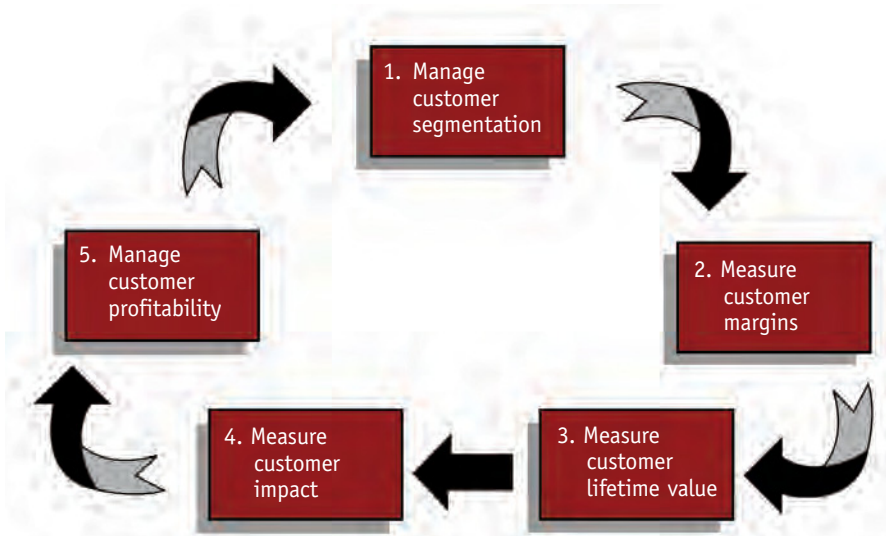 1. Manage
customer
segmentation
2. Measure
customer
margins
3. Measure
customer
lifetime value
4. Measure
customer
impact
5. Manage
customer
profitability